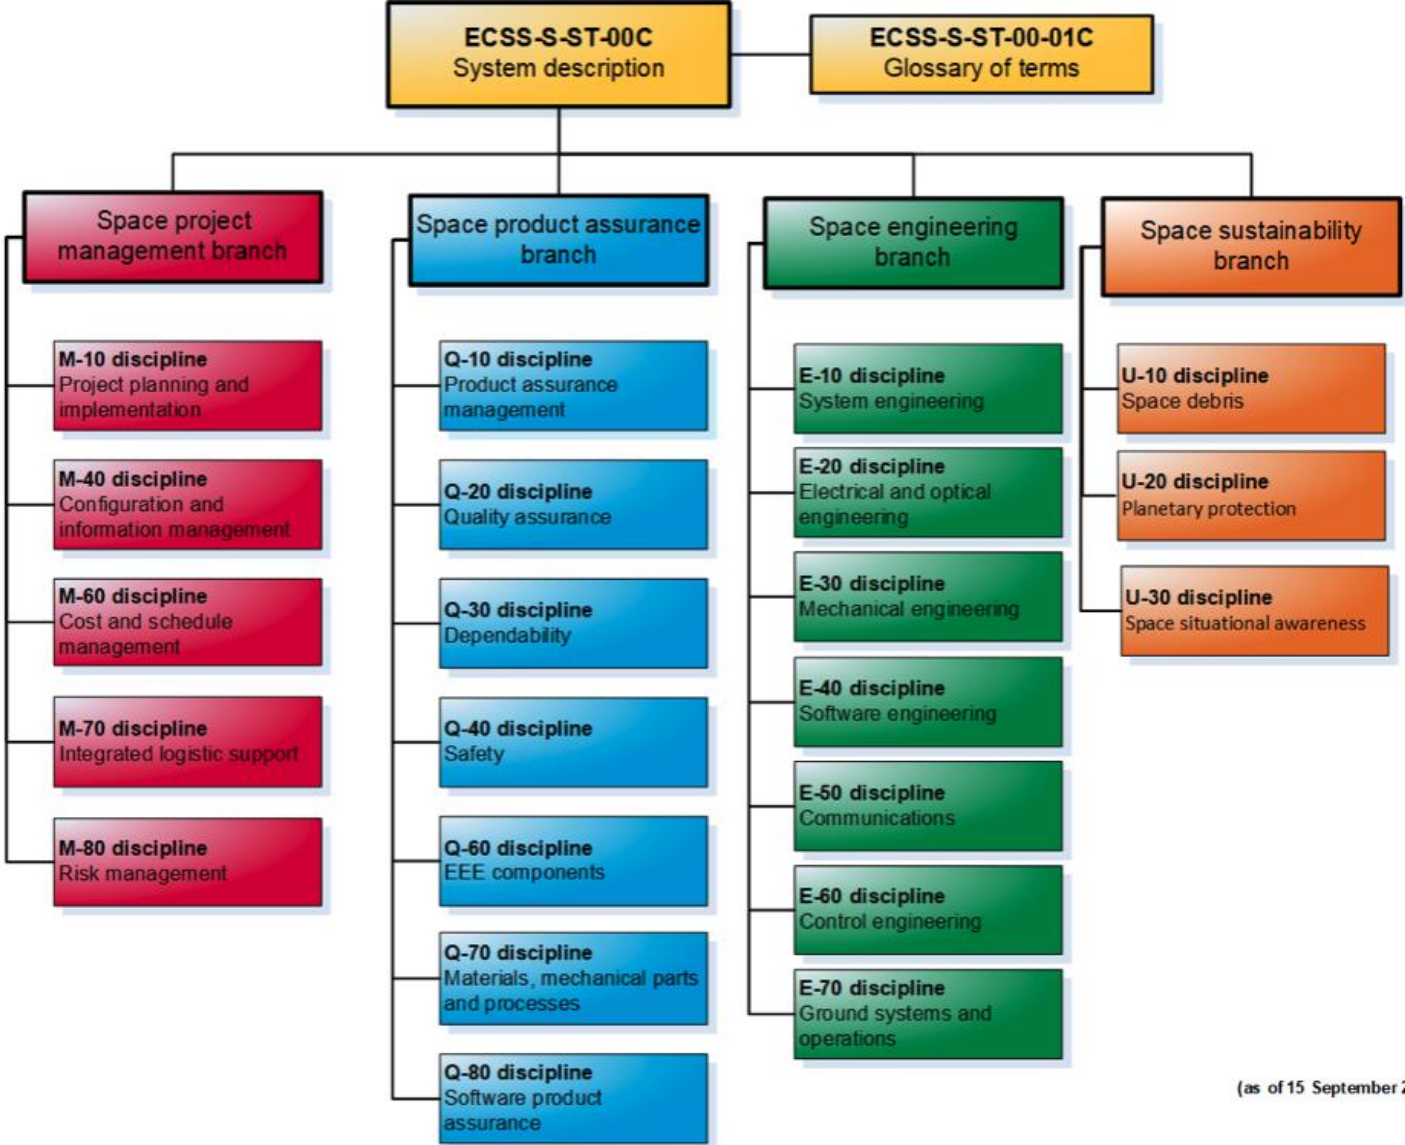 ECSS-S-ST-00C
System description
ECSS-S-ST-00-01C
Glossary of terms
Space project
management branch
Space product assurance
branch
Space engineering
branch
Space sustainability
branch
M-10 discipline
Project planning and
implementation
M-40 discipline
Configuration and
information management
M-60 discipline
Cost and schedule
management
M-70 discipline
Integrated logistic support
M-80 discipline
Risk management
Q-10 discipline
Product assurance
management
Q-20 discipline
Quality assurance
Q-30 discipline
Dependability
Q-40 discipline
Safety
Q-60 discipline
EEE components
Q-70 discipline
Materials, mechanical parts
and processes
Q-80 discipline
Software product
assurance
E-10 discipline
System engineering
E-20 discipline
Electrical and optical
engineering
E-30 discipline
Mechanical engineering
E-40 discipline
Software engineering
E-50 discipline
Communications
E-60 discipline
Control engineering
E-70 discipline
Ground systems and
operations
U-10 discipline
Space debris
U-20 discipline
Planetary protection
U-30 discipline
Space situational awareness
(as of 15 September